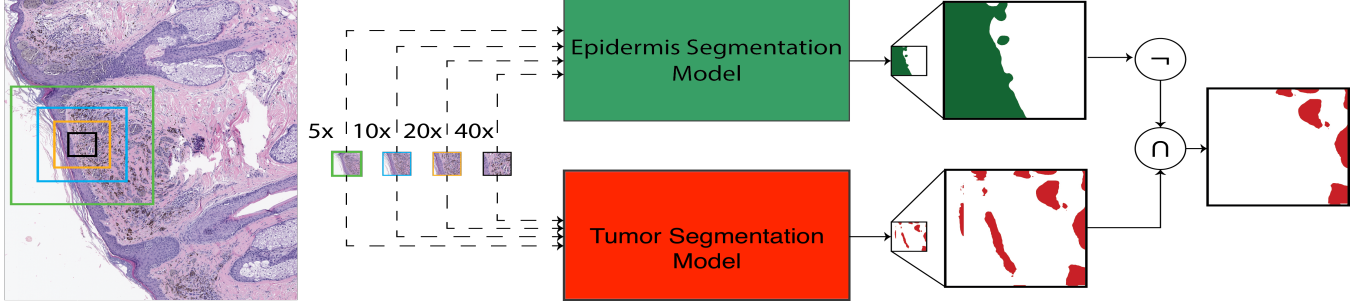 Epidermis Segmentation
Model
5x 10x 20x 40x
Tumor Segmentation
Model
¬
∩